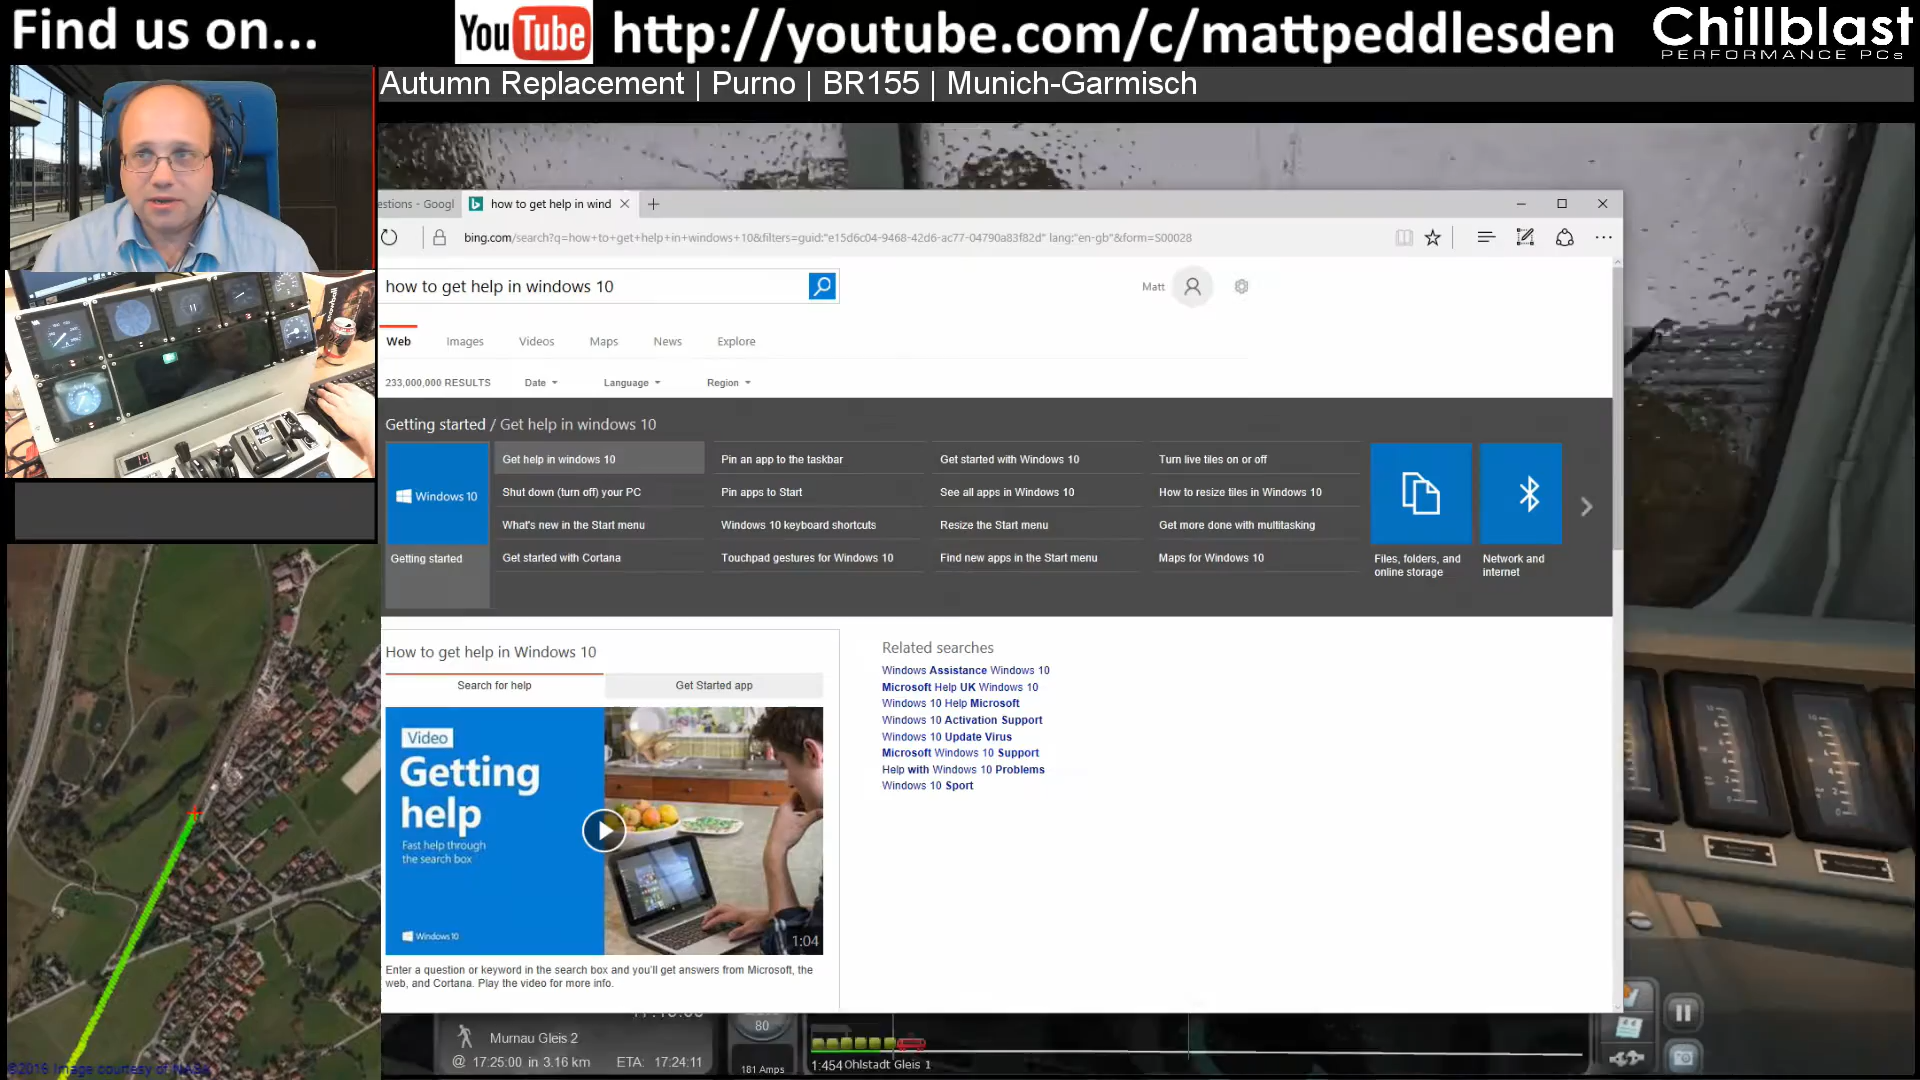 Find us on...
You Tube
http://youtube.com/c/mattpeddlesden
Chillblast
PERFORMANCE PCs
Autumn Replacement | Purno | BR155 | Munich-Garmisch
estions - Googl
how to get help in wind
bing.com/search?q=how+to+get+help+in+windows+10&filters=guid:"e15d6c04-9468-42d6-ac77-04790a83f82d" lang:"en-gb"&form=S00028
how to get help in windows 10
Matt
Web
Images
Videos
Maps
News
Explore
233,000,000 RESULTS
Date
Language
Region
Getting started / Get help in windows 10
Windows 10
Getting started
Get help in windows 10
Pin an app to the taskbar
Get started with Windows 10
Turn live tiles on or off
Shut down (turn off) your PC
Pin apps to Start
See all apps in Windows 10
How to resize tiles in Windows 10
What's new in the Start menu
Windows 10 keyboard shortcuts
Resize the Start menu
Get more done with multitasking
Get started with Cortana
Touchpad gestures for Windows 10
Find new apps in the Start menu
Maps for Windows 10
Files, folders, and
online storage
Network and
internet
How to get help in Windows 10
Search for help
Get Started app
Video
Getting
help
Fast help through
the search box
Windows 10
1:04
Enter a question or keyword in the search box and you'll get answers from Microsoft, the
web, and Cortana. Play the video for more info.
Related searches
Windows Assistance Windows 10
Microsoft Help UK Windows 10
Windows 10 Help Microsoft
Windows 10 Activation Support
Windows 10 Update Virus
Microsoft Windows 10 Support
Help with Windows 10 Problems
Windows 10 Sport
©2016 Image courtesy of NASA
Murnau Gleis 2
@ 17:25:00 in 3.16 km
ETA: 17:24:11
80
181 Amps
1:454 Ohlstadt Gleis 1